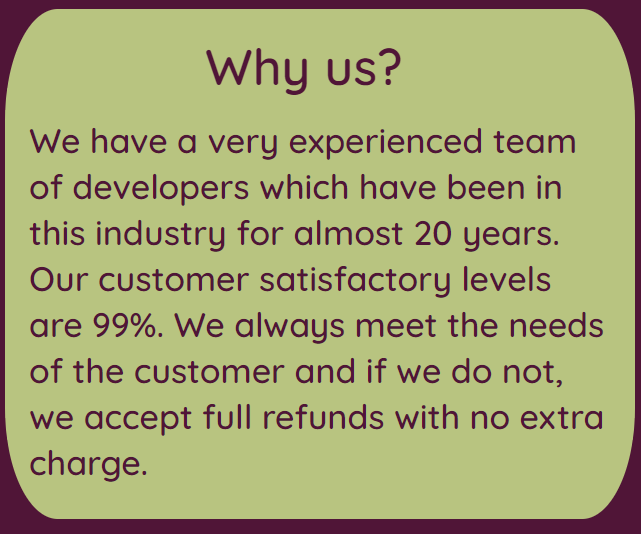 Why us?
We have a very experienced team
of developers which have been in
this industry for almost 20 years.
Our customer satisfactory levels
are 99%. We always meet the needs
of the customer and if we do not,
we accept full refunds with no extra
charge.